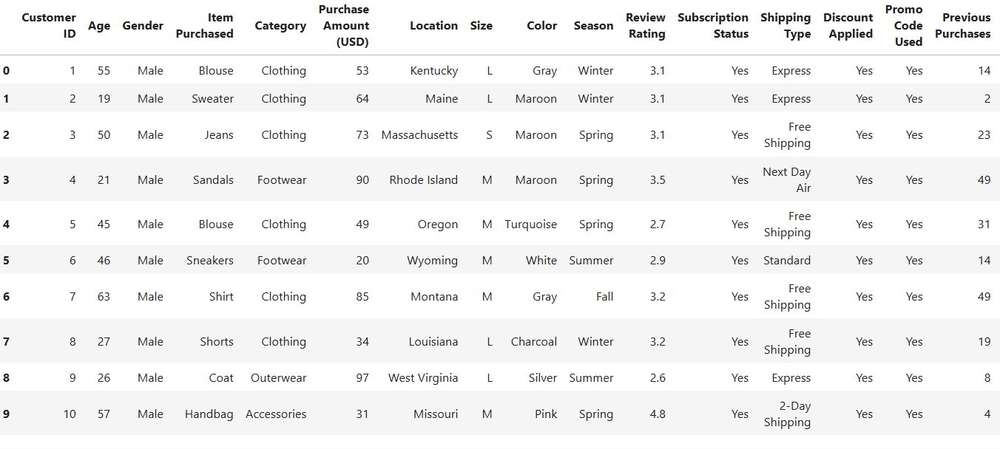 Customer ID Age Gender Item Purchased Category Purchase Amount (USD) Location Size Color Season Review Rating Subscription Status Shipping Type Discount Applied Promo Code Used Previous Purchases
0 1 55 Male Blouse Clothing 53 Kentucky L Gray Winter 3.1 Yes Express Yes Yes 14
1 2 19 Male Sweater Clothing 64 Maine L Maroon Winter 3.1 Yes Express Yes Yes 2
2 3 50 Male Jeans Clothing 73 Massachusetts S Maroon Spring 3.1 Yes Free Shipping Yes Yes 23
3 4 21 Male Sandals Footwear 90 Rhode Island M Maroon Spring 3.5 Yes Next Day Air Yes Yes 49
4 5 45 Male Blouse Clothing 49 Oregon M Turquoise Spring 2.7 Yes Free Shipping Yes Yes 31
5 6 46 Male Sneakers Footwear 20 Wyoming M White Summer 2.9 Yes Standard Yes Yes 14
6 7 63 Male Shirt Clothing 85 Montana M Gray Fall 3.2 Yes Free Shipping Yes Yes 49
7 8 27 Male Shorts Clothing 34 Louisiana L Charcoal Winter 3.2 Yes Free Shipping Yes Yes 19
8 9 26 Male Coat Outerwear 97 West Virginia L Silver Summer 2.6 Yes Express Yes Yes 8
9 10 57 Male Handbag Accessories 31 Missouri M Pink Spring 4.8 Yes 2-Day Shipping Yes Yes 4